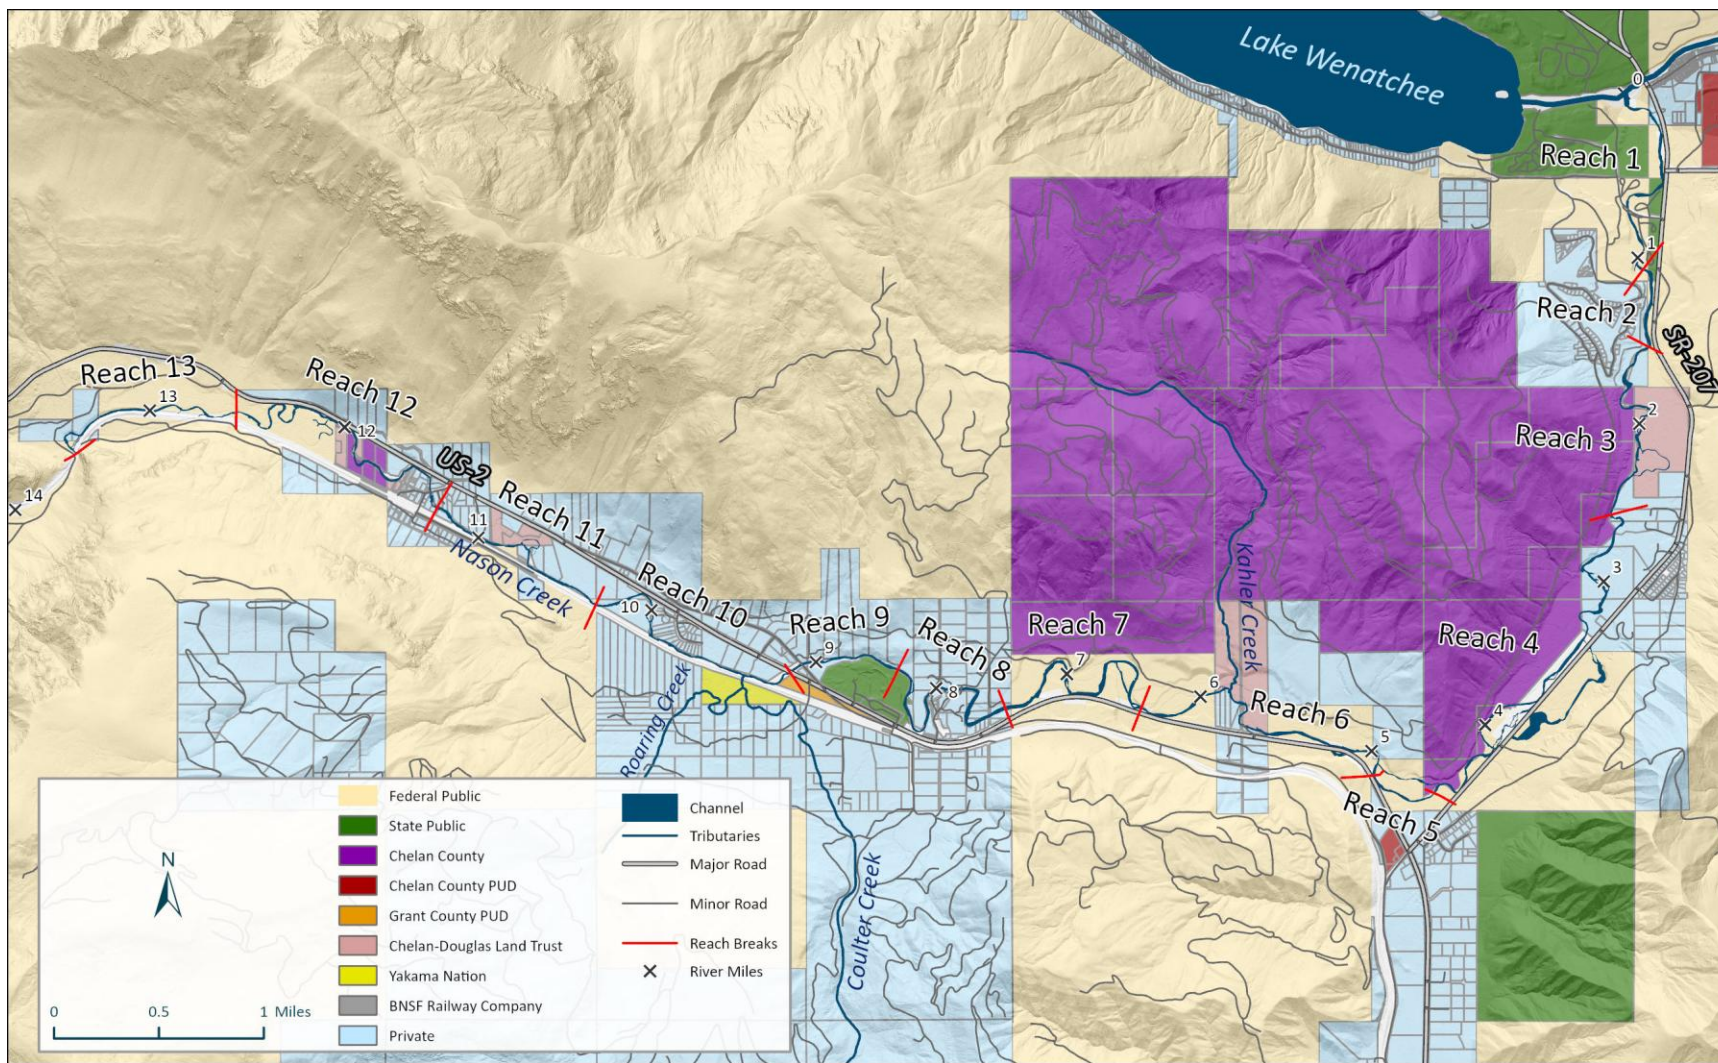 Lake Wenatchee
0
Reach 1
1
Reach 2
SR-207
2
Reach 3
3
Reach 4
4
Reach 5
5
Reach 6
6
Kahler Creek
Reach 7
7
Reach 8
8
Reach 9
9
Reach 10
10
Roaring Creek
Coulter Creek
Nason Creek
Reach 11
11
US-2
Reach 12
12
Reach 13
13
14
N
0
0.5
1 Miles
Federal Public
State Public
Chelan County
Chelan County PUD
Grant County PUD
Chelan-Douglas Land Trust
Yakama Nation
BNSF Railway Company
Private
Channel
Tributaries
Major Road
Minor Road
Reach Breaks
River Miles